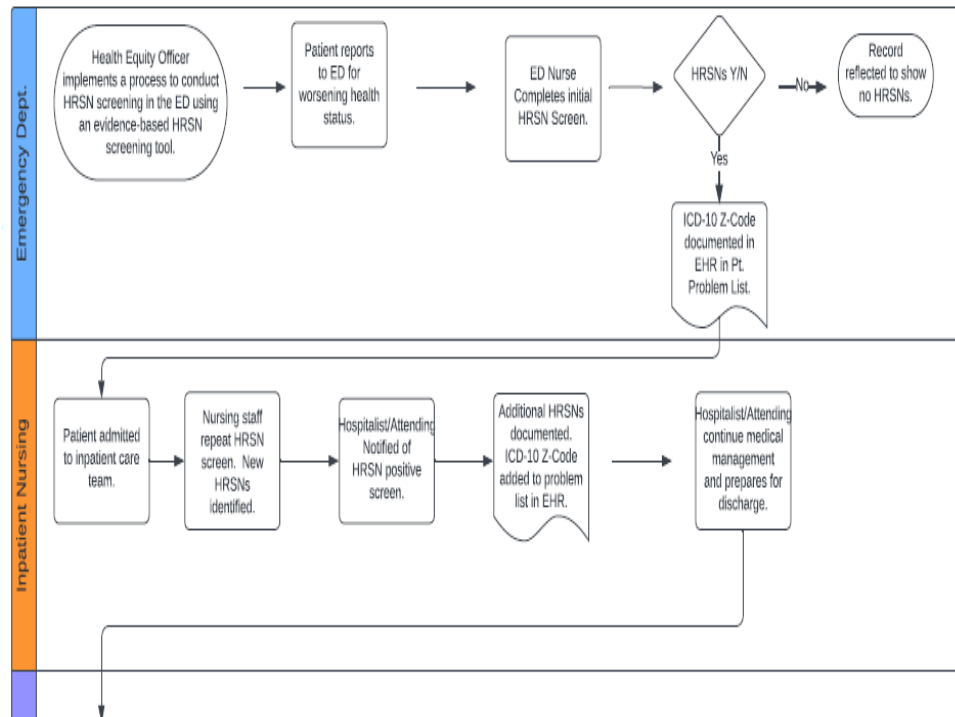 Emergency Dept.
Health Equity Officer
implements a process to conduct
HRSN screening in the ED using
an evidence-based HRSN
screening tool.
Patient reports
to ED for
worsening health
status.
ED Nurse
Completes initial
HRSN Screen.
HRSNs Y/N
No
Record
reflected to show
no HRSNs.
Yes
ICD-10 Z-Code
documented in
EHR in Pt.
Problem List.
Inpatient Nursing
Patient admitted
to inpatient care
team.
Nursing staff
repeat HRSN
screen. New
HRSNs
identified.
Hospitalist/Attending
Notified of
HRSN positive
screen.
Additional HRSNs
documented.
ICD-10 Z-Code
added to problem
list in EHR.
Hospitalist/Attending
continue medical
management
and prepares for
discharge.